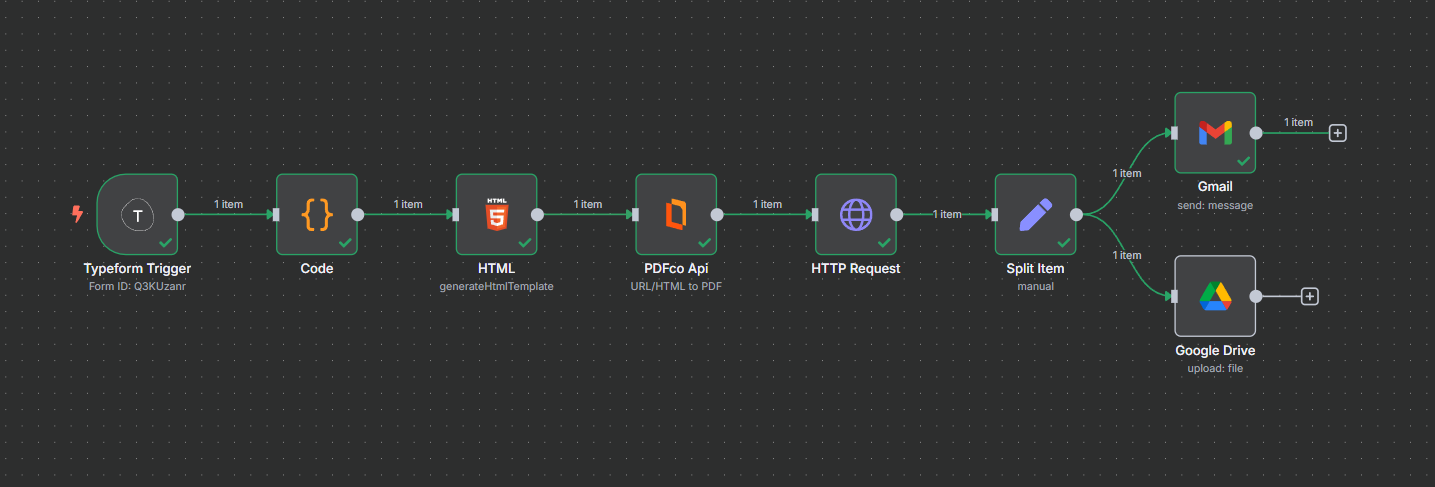 1 item
1 item
1 item
1 item
1 item
1 item
1 item
1 item
T
Typeform Trigger
Form ID: Q3KUzanr
{}
Code
HTML
5
HTML
generateHtmlTemplate
PDFco Api
URL/HTML to PDF
HTTP Request
Split Item
manual
Gmail
send: message
Google Drive
upload: file